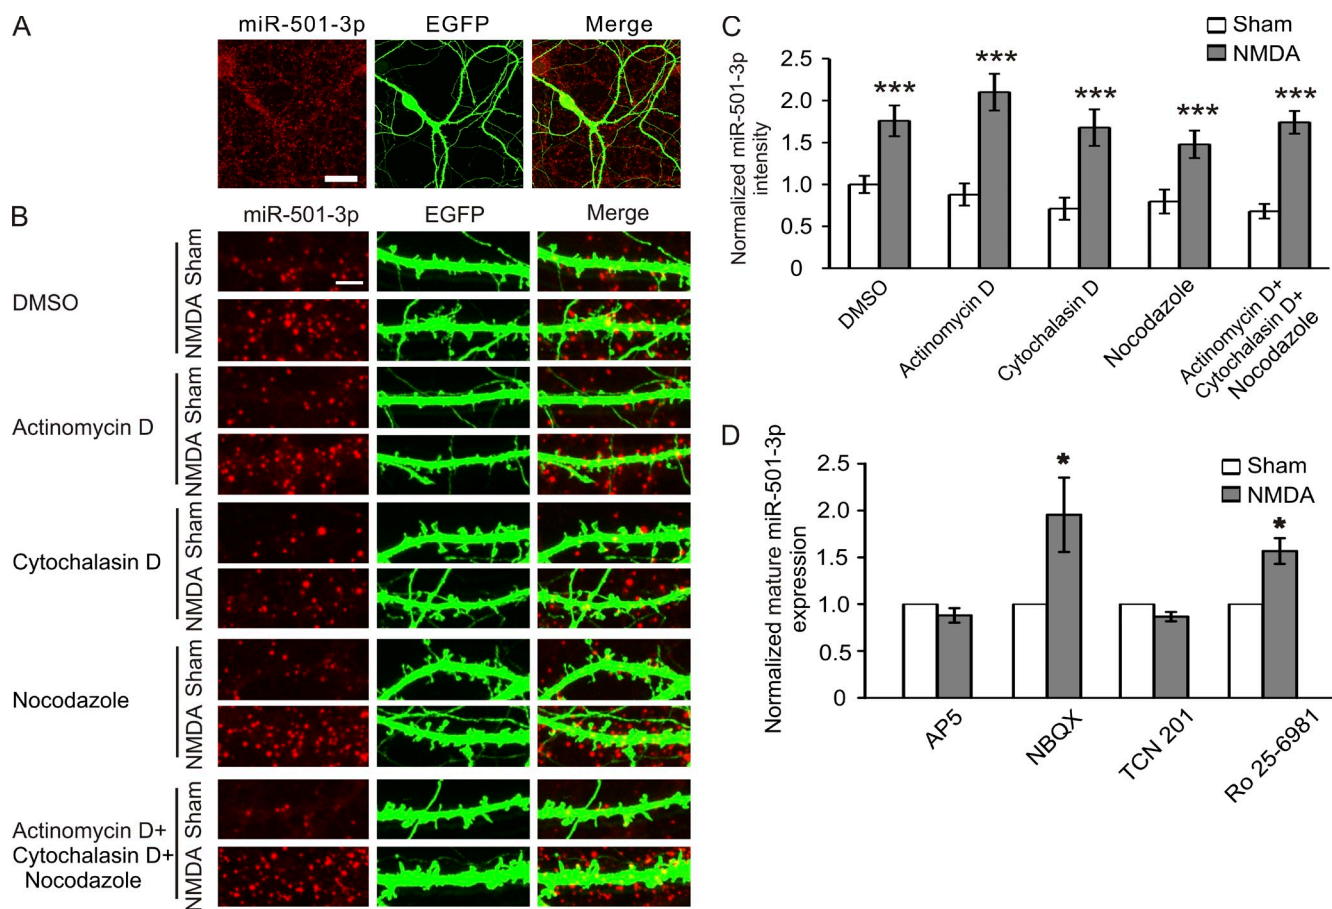 A
miR-501-3p EGFP Merge
B
miR-501-3p EGFP Merge
DMSO
Sham
NMDA
Actinomycin D
Sham
NMDA
Cytochalasin D
Sham
NMDA
Nocodazole
Sham
NMDA
Actinomycin D+
Cytochalasin D+
Nocodazole
Sham
NMDA
C
Sham
NMDA
Normalized miR-501-3p
intensity
2.5
2.0
1.5
1.0
0.5
0
***
***
***
***
***
DMSO
Actinomycin D
Cytochalasin D
Nocodazole
Actinomycin D+
Cytochalasin D+
Nocodazole
D
Sham
NMDA
Normalized mature miR-501-3p
expression
2.5
2.0
1.5
1.0
0.5
0
*
*
AP5
NBQX
TCN 201
Ro 25-6981